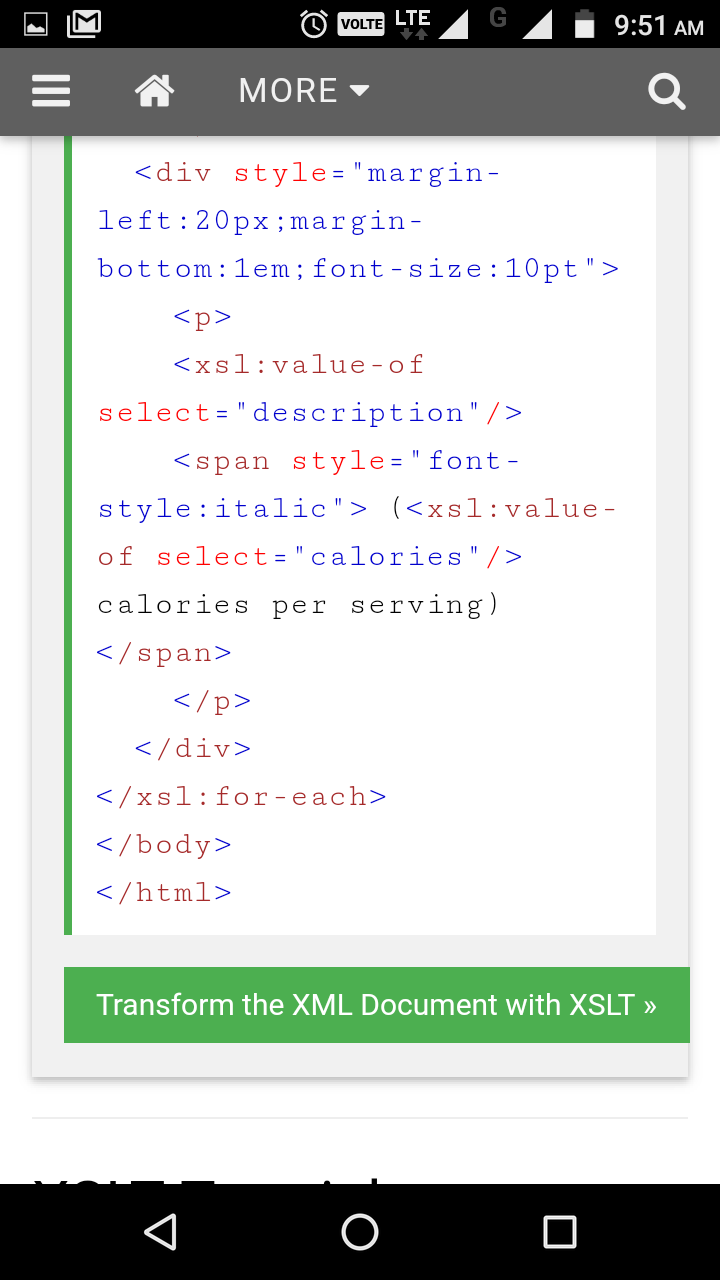 VOLTE LTE G 9:51 AM
MORE
<div style="margin-
left:20px;margin-
bottom:1em;font-size:10pt">
<p>
<xsl:value-of
select="description"/>
<span style="font-
style:italic"> (<xsl:value-
of select="calories"/>
calories per serving)
</span>
</p>
</div>
</xsl:for-each>
</body>
</html>
Transform the XML Document with XSLT »